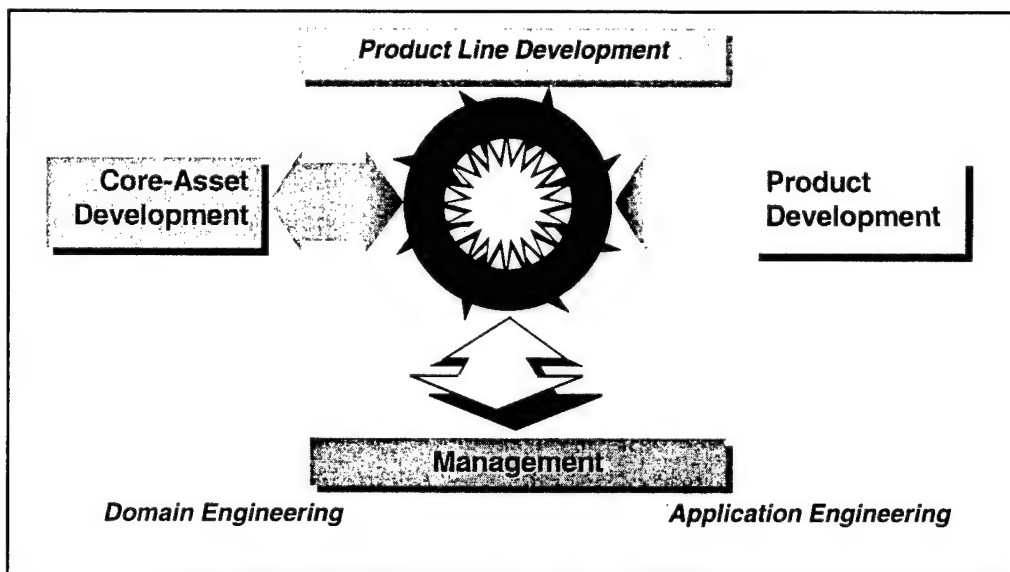 Product Line Development
Core-Asset
Development
Product
Development
Management
Domain Engineering
Application Engineering